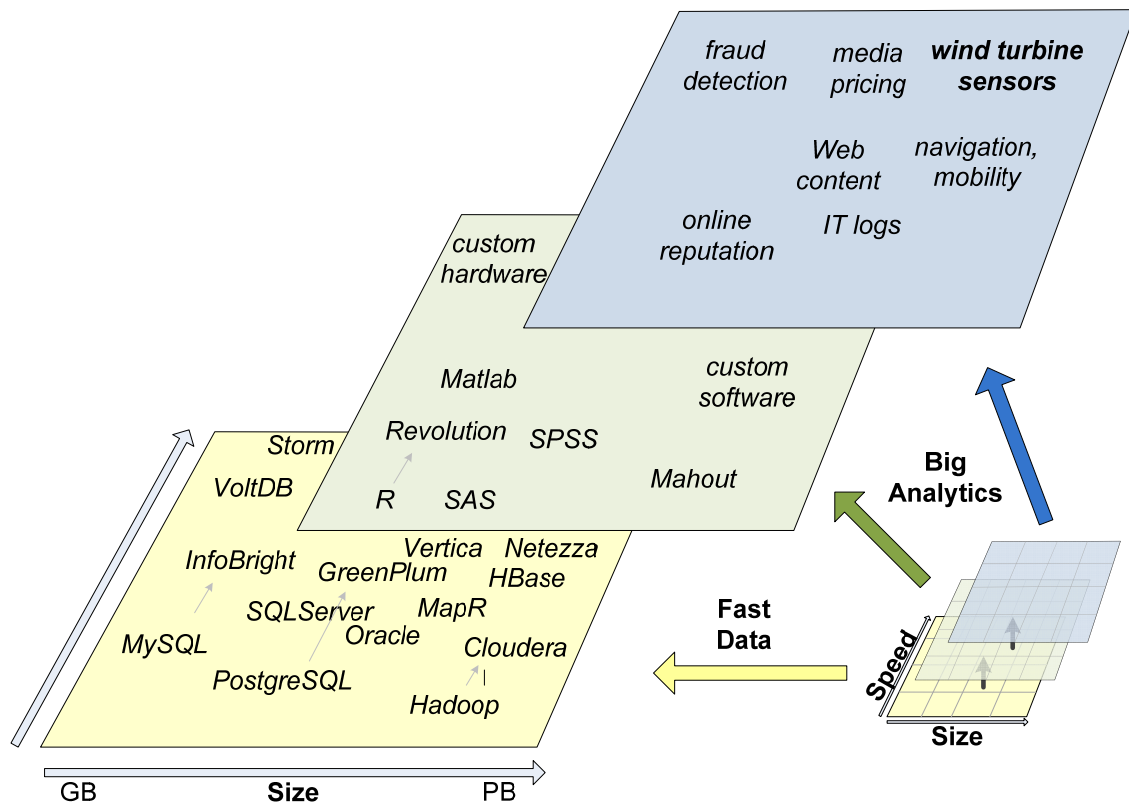 fraud
detection
media
pricing
wind turbine
sensors
Web
content
navigation,
mobility
online
reputation
IT logs
custom
hardware
Matlab
custom
software
Revolution
SPSS
R
SAS
Mahout
Storm
VoltDB
Vertica
Netezza
InfoBright
GreenPlum
HBase
SQLServer
MapR
Oracle
MySQL
Cloudera
PostgreSQL
Hadoop
GB
Size
PB
Big
Analytics
Fast
Data
Speed
Size